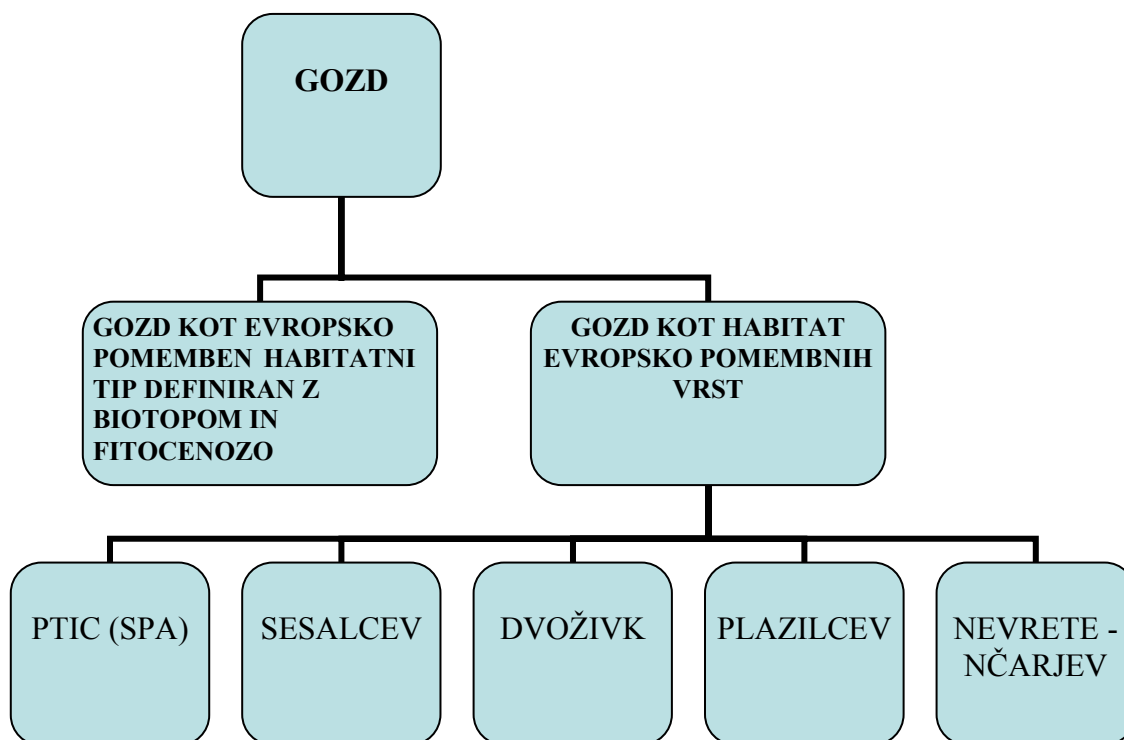 GOZD
GOZD KOT EVROPSKO
POMEMBEN HABITATNI
TIP DEFINIRAN Z
BIOTOPOM IN
FITOCENOZO
GOZD KOT HABITAT
EVROPSKO POMEMBNIH
VRST
PTIC (SPA)
SESALCEV
DVOŽIVK
PLAZILCEV
NEVRETE -
NČARJEV